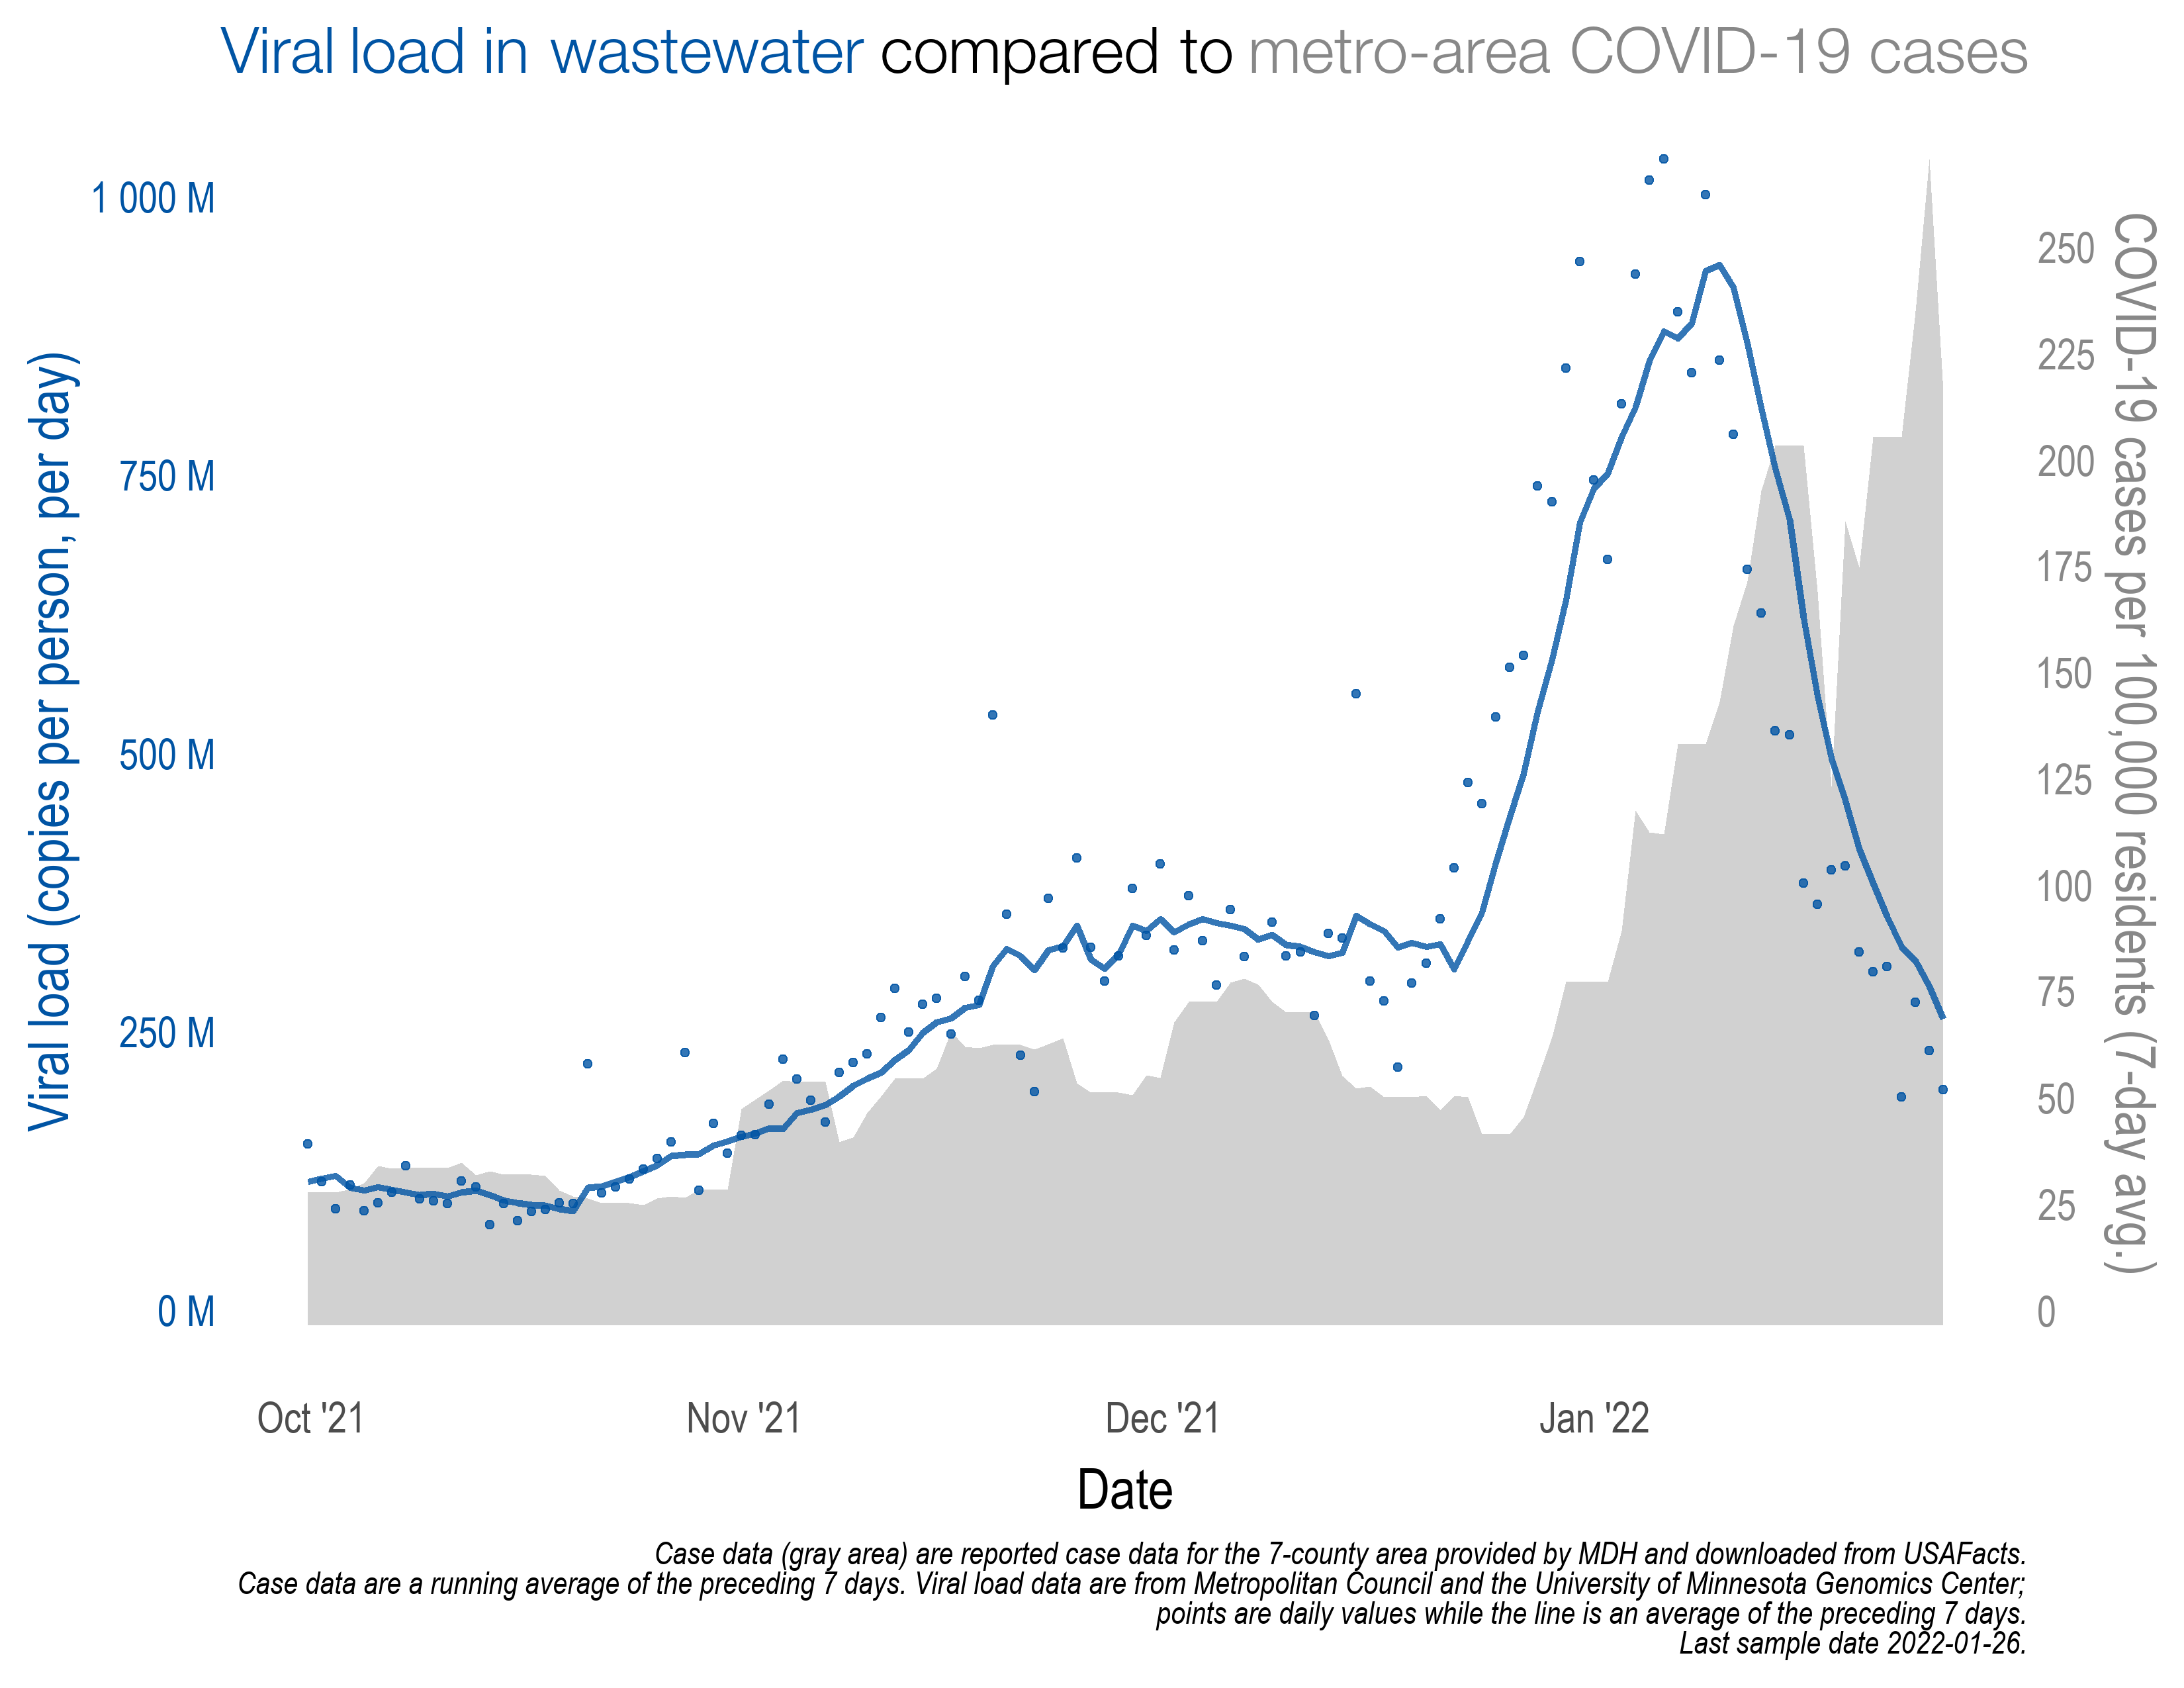 Viral load in wastewater compared to metro-area COVID-19 cases
Viral load (copies per person, per day)
1 000 M
750 M
500 M
250 M
0 M
250
225
200
175
150
125
100
75
50
25
0
COVID-19 cases per 100,000 residents (7-day avg.)
Oct '21
Nov '21
Dec '21
Jan '22
Date
Case data (gray area) are reported case data for the 7-county area provided by MDH and downloaded from USAFacts.
Case data are a running average of the preceding 7 days. Viral load data are from Metropolitan Council and the University of Minnesota Genomics Center;
points are daily values while the line is an average of the preceding 7 days.
Last sample date 2022-01-26.